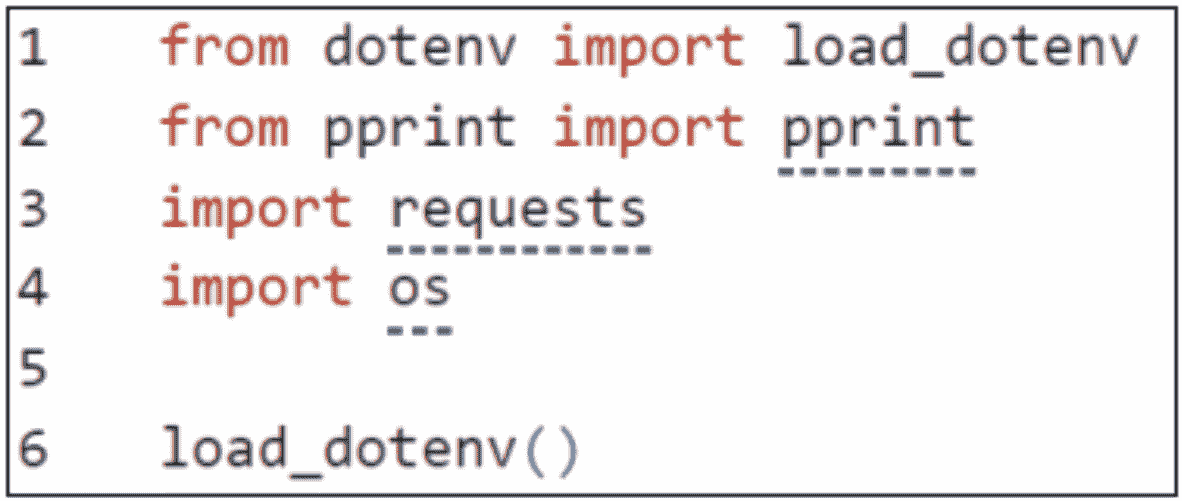 1 from dotenv import load_dotenv
2 from pprint import pprint
3 import requests
4 import os
5
6 load_dotenv()